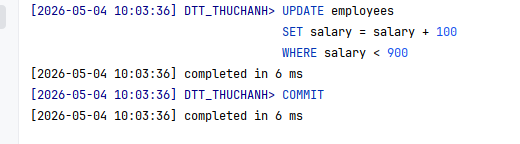 [2026-05-04 10:03:36] DTT_THUCHANH> UPDATE employees
SET salary = salary + 100
WHERE salary < 900
[2026-05-04 10:03:36] completed in 6 ms
[2026-05-04 10:03:36] DTT_THUCHANH> COMMIT
[2026-05-04 10:03:36] completed in 6 ms